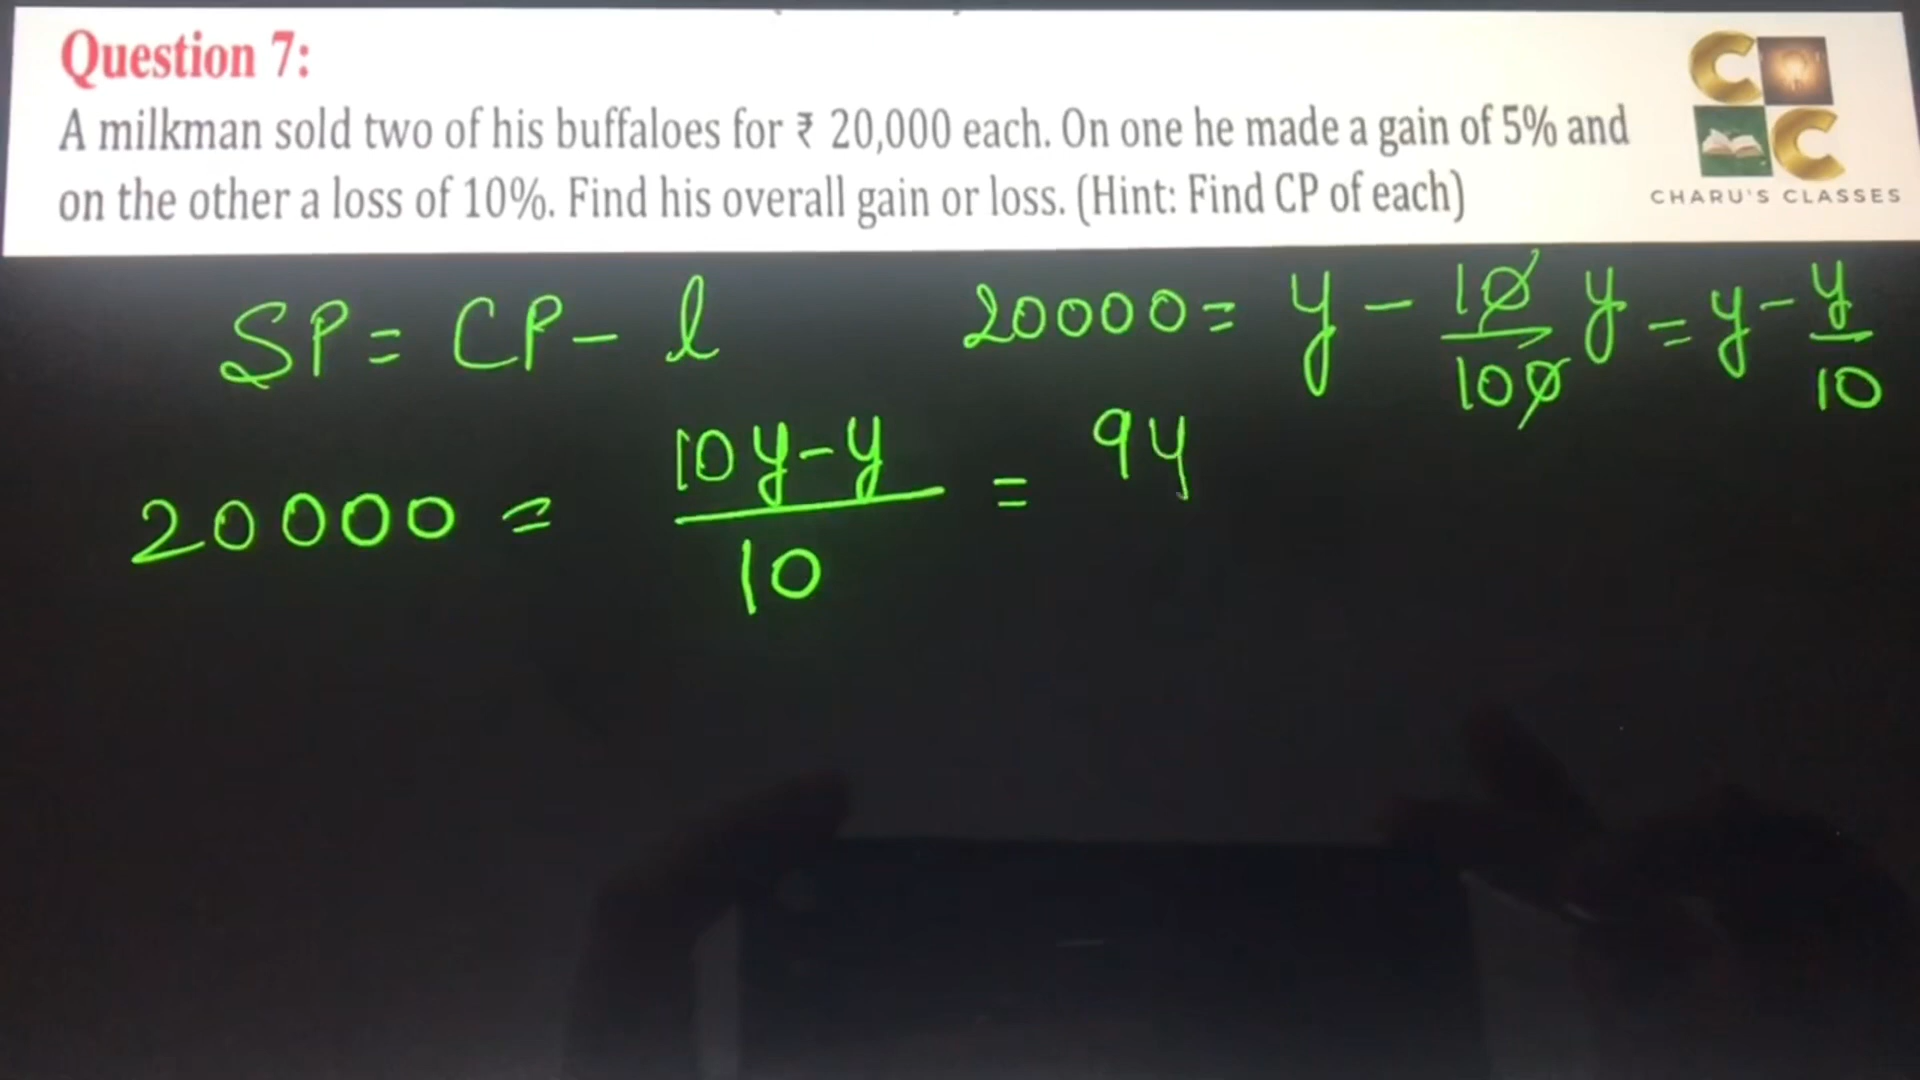 Question 7:
A milkman sold two of his buffaloes for ₹ 20,000 each. On one he made a gain of 5% and
on the other a loss of 10%. Find his overall gain or loss. (Hint: Find CP of each)
CHARU'S CLASSES
SP = CP - l
20000 = y - 10/100 y = y - y/10
20000 = 10y-y/10 = 9y